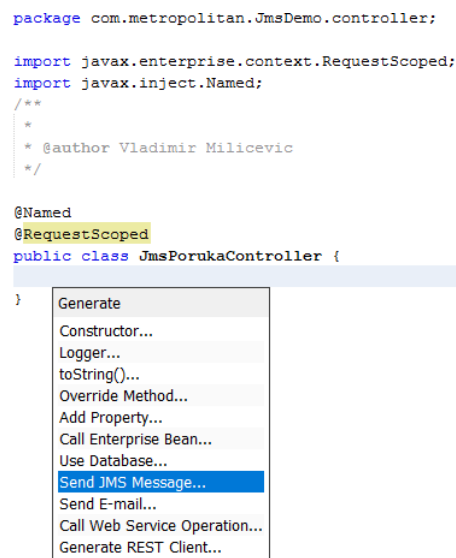 package com.metropolitan.JmsDemo.controller;
import javax.enterprise.context.RequestScoped;
import javax.inject.Named;
/**
*
* @author Vladimir Milicevic
*/
@Named
@RequestScoped
public class JmsPorukaController {
}
Generate
Constructor...
Logger...
toString()...
Override Method...
Add Property...
Call Enterprise Bean...
Use Database...
Send JMS Message...
Send E-mail...
Call Web Service Operation...
Generate REST Client...